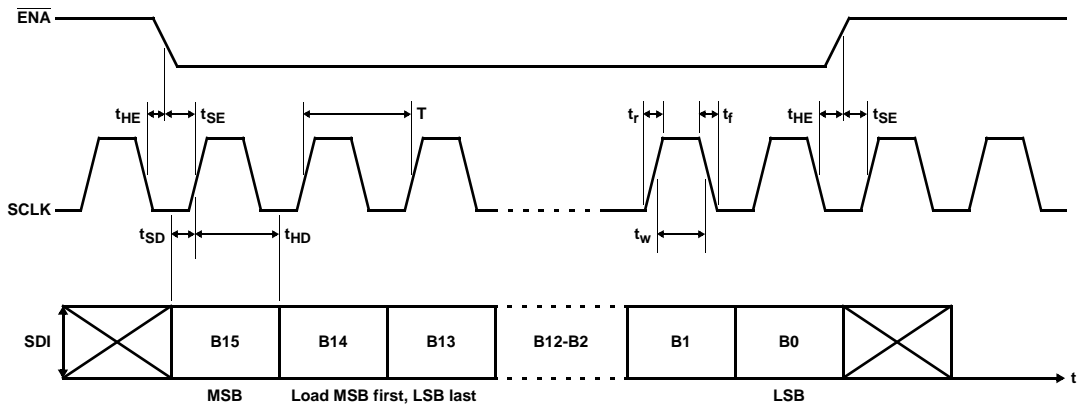 ENA
tHE tSE T tr tf tHE tSE
SCLK
tSD tHD tw
SDI B15 B14 B13 B12-B2 B1 B0 t
MSB Load MSB first, LSB last LSB